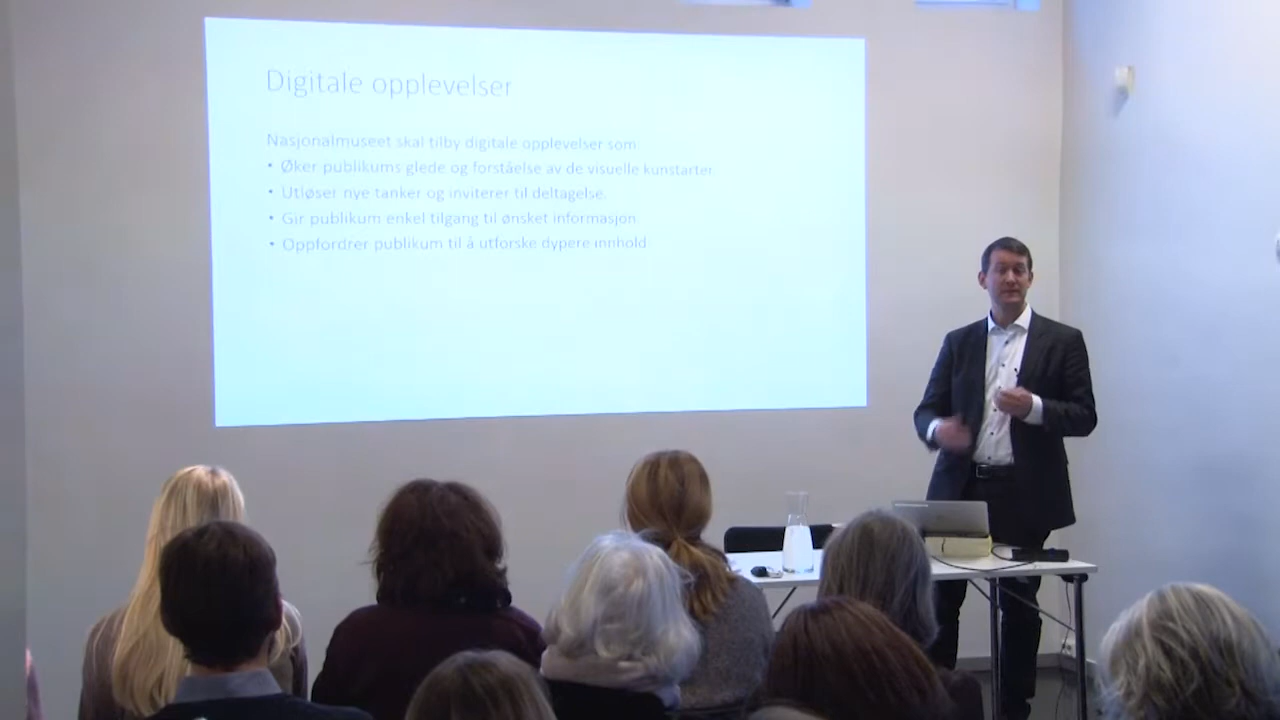 Digitale opplevelser
Nasjonalmuseet skal tilby digitale opplevelser som:
• Øker publikums glede og forståelse av de visuelle kunstarter.
• Utløser nye tanker og inviterer til deltagelse.
• Gir publikum enkel tilgang til ønsket informasjon.
• Oppfordrer publikum til å utforske dypere innhold.